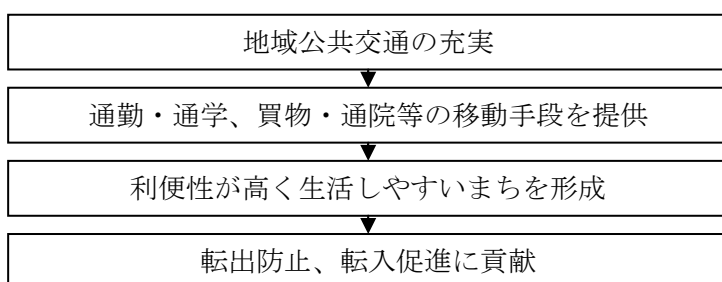 地域公共交通の充実
通勤・通学、買物・通院等の移動手段を提供
利便性が高く生活しやすいまちを形成
転出防止、転入促進に貢献